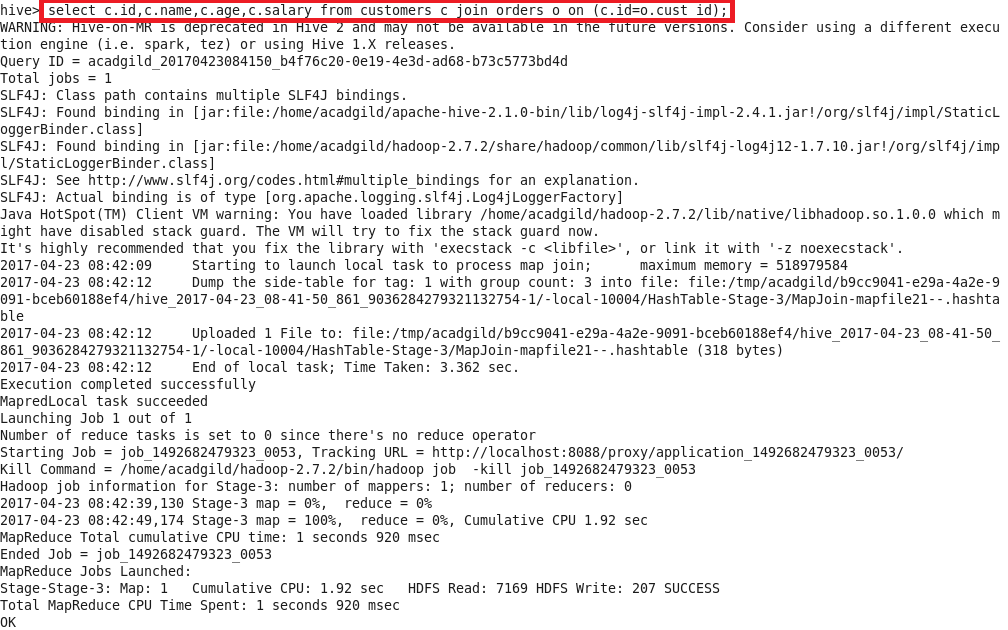 hive> select c.id,c.name,c.age,c.salary from customers c join orders o on (c.id=o.cust_id);
WARNING: Hive-on-MR is deprecated in Hive 2 and may not be available in the future versions. Consider using a different execu
tion engine (i.e. spark, tez) or using Hive 1.X releases.
Query ID = acadgild_20170423084150_b4f76c20-0e19-4e3d-ad68-b73c5773bd4d
Total jobs = 1
SLF4J: Class path contains multiple SLF4J bindings.
SLF4J: Found binding in [jar:file:/home/acadgild/apache-hive-2.1.0-bin/lib/log4j-slf4j-impl-2.4.1.jar!/org/slf4j/impl/StaticL
oggerBinder.class]
SLF4J: Found binding in [jar:file:/home/acadgild/hadoop-2.7.2/share/hadoop/common/lib/slf4j-log4j12-1.7.10.jar!/org/slf4j/imp
l/StaticLoggerBinder.class]
SLF4J: See http://www.slf4j.org/codes.html#multiple_bindings for an explanation.
SLF4J: Actual binding is of type [org.apache.logging.slf4j.Log4jLoggerFactory]
Java HotSpot(TM) Client VM warning: You have loaded library /home/acadgild/hadoop-2.7.2/lib/native/libhadoop.so.1.0.0 which m
ight have disabled stack guard. The VM will try to fix the stack guard now.
It's highly recommended that you fix the library with 'execstack -c <libfile>', or link it with '-z noexecstack'.
2017-04-23 08:42:09     Starting to launch local task to process map join;      maximum memory = 518979584
2017-04-23 08:42:12     Dump the side-table for tag: 1 with group count: 3 into file: file:/tmp/acadgild/b9cc9041-e29a-4a2e-9
091-bceb60188ef4/hive_2017-04-23_08-41-50_861_9036284279321132754-1/-local-10004/HashTable-Stage-3/MapJoin-mapfile21--.hashta
ble
2017-04-23 08:42:12     Uploaded 1 File to: file:/tmp/acadgild/b9cc9041-e29a-4a2e-9091-bceb60188ef4/hive_2017-04-23_08-41-50_
861_9036284279321132754-1/-local-10004/HashTable-Stage-3/MapJoin-mapfile21--.hashtable (318 bytes)
2017-04-23 08:42:12     End of local task; Time Taken: 3.362 sec.
Execution completed successfully
MapredLocal task succeeded
Launching Job 1 out of 1
Number of reduce tasks is set to 0 since there's no reduce operator
Starting Job = job_1492682479323_0053, Tracking URL = http://localhost:8088/proxy/application_1492682479323_0053/
Kill Command = /home/acadgild/hadoop-2.7.2/bin/hadoop job  -kill job_1492682479323_0053
Hadoop job information for Stage-3: number of mappers: 1; number of reducers: 0
2017-04-23 08:42:39,130 Stage-3 map = 0%,  reduce = 0%
2017-04-23 08:42:49,174 Stage-3 map = 100%,  reduce = 0%, Cumulative CPU 1.92 sec
MapReduce Total cumulative CPU time: 1 seconds 920 msec
Ended Job = job_1492682479323_0053
MapReduce Jobs Launched:
Stage-Stage-3: Map: 1   Cumulative CPU: 1.92 sec   HDFS Read: 7169 HDFS Write: 207 SUCCESS
Total MapReduce CPU Time Spent: 1 seconds 920 msec
OK